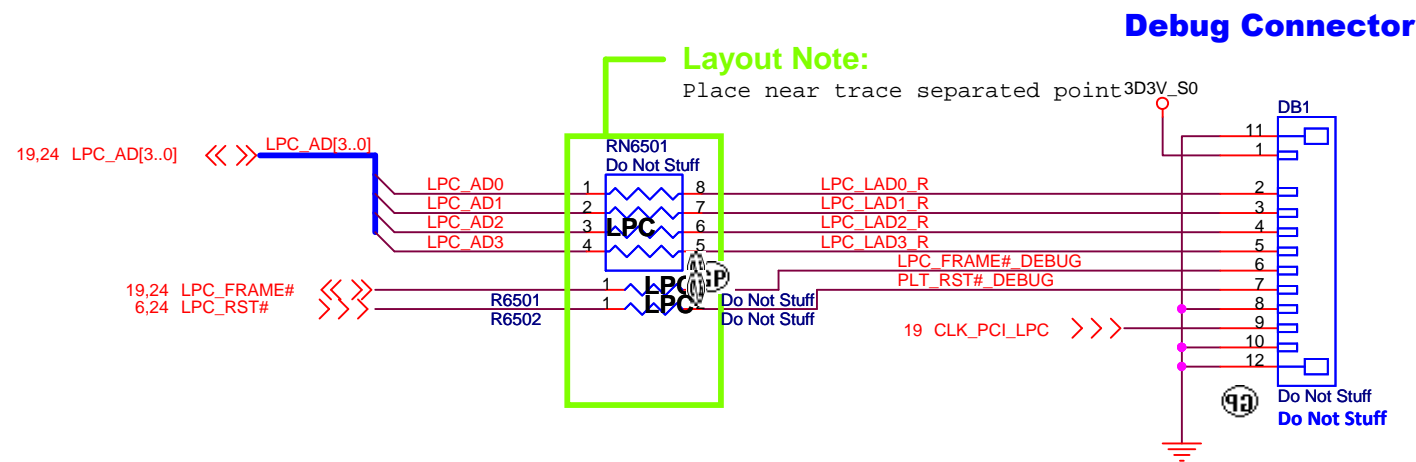 Debug Connector
Layout Note:
Place near trace separated point
3D3V_S0
DB1
19,24 LPC_AD[3..0]
LPC_AD[3..0]
RN6501
Do Not Stuff
11
1
LPC_AD0 1 8 LPC_LAD0_R 2
LPC_AD1 2 7 LPC_LAD1_R 3
LPC_AD2 3 LPC 6 LPC_LAD2_R 4
LPC_AD3 4 5 LPC_LAD3_R 5
LPC_FRAME#_DEBUG 6
PLT_RST#_DEBUG 7
19,24 LPC_FRAME# 1 LPC GP
R6501 Do Not Stuff
6,24 LPC_RST# 1 LPC
R6502 Do Not Stuff
8
19 CLK_PCI_LPC 9
10
12
GP
Do Not Stuff
Do Not Stuff